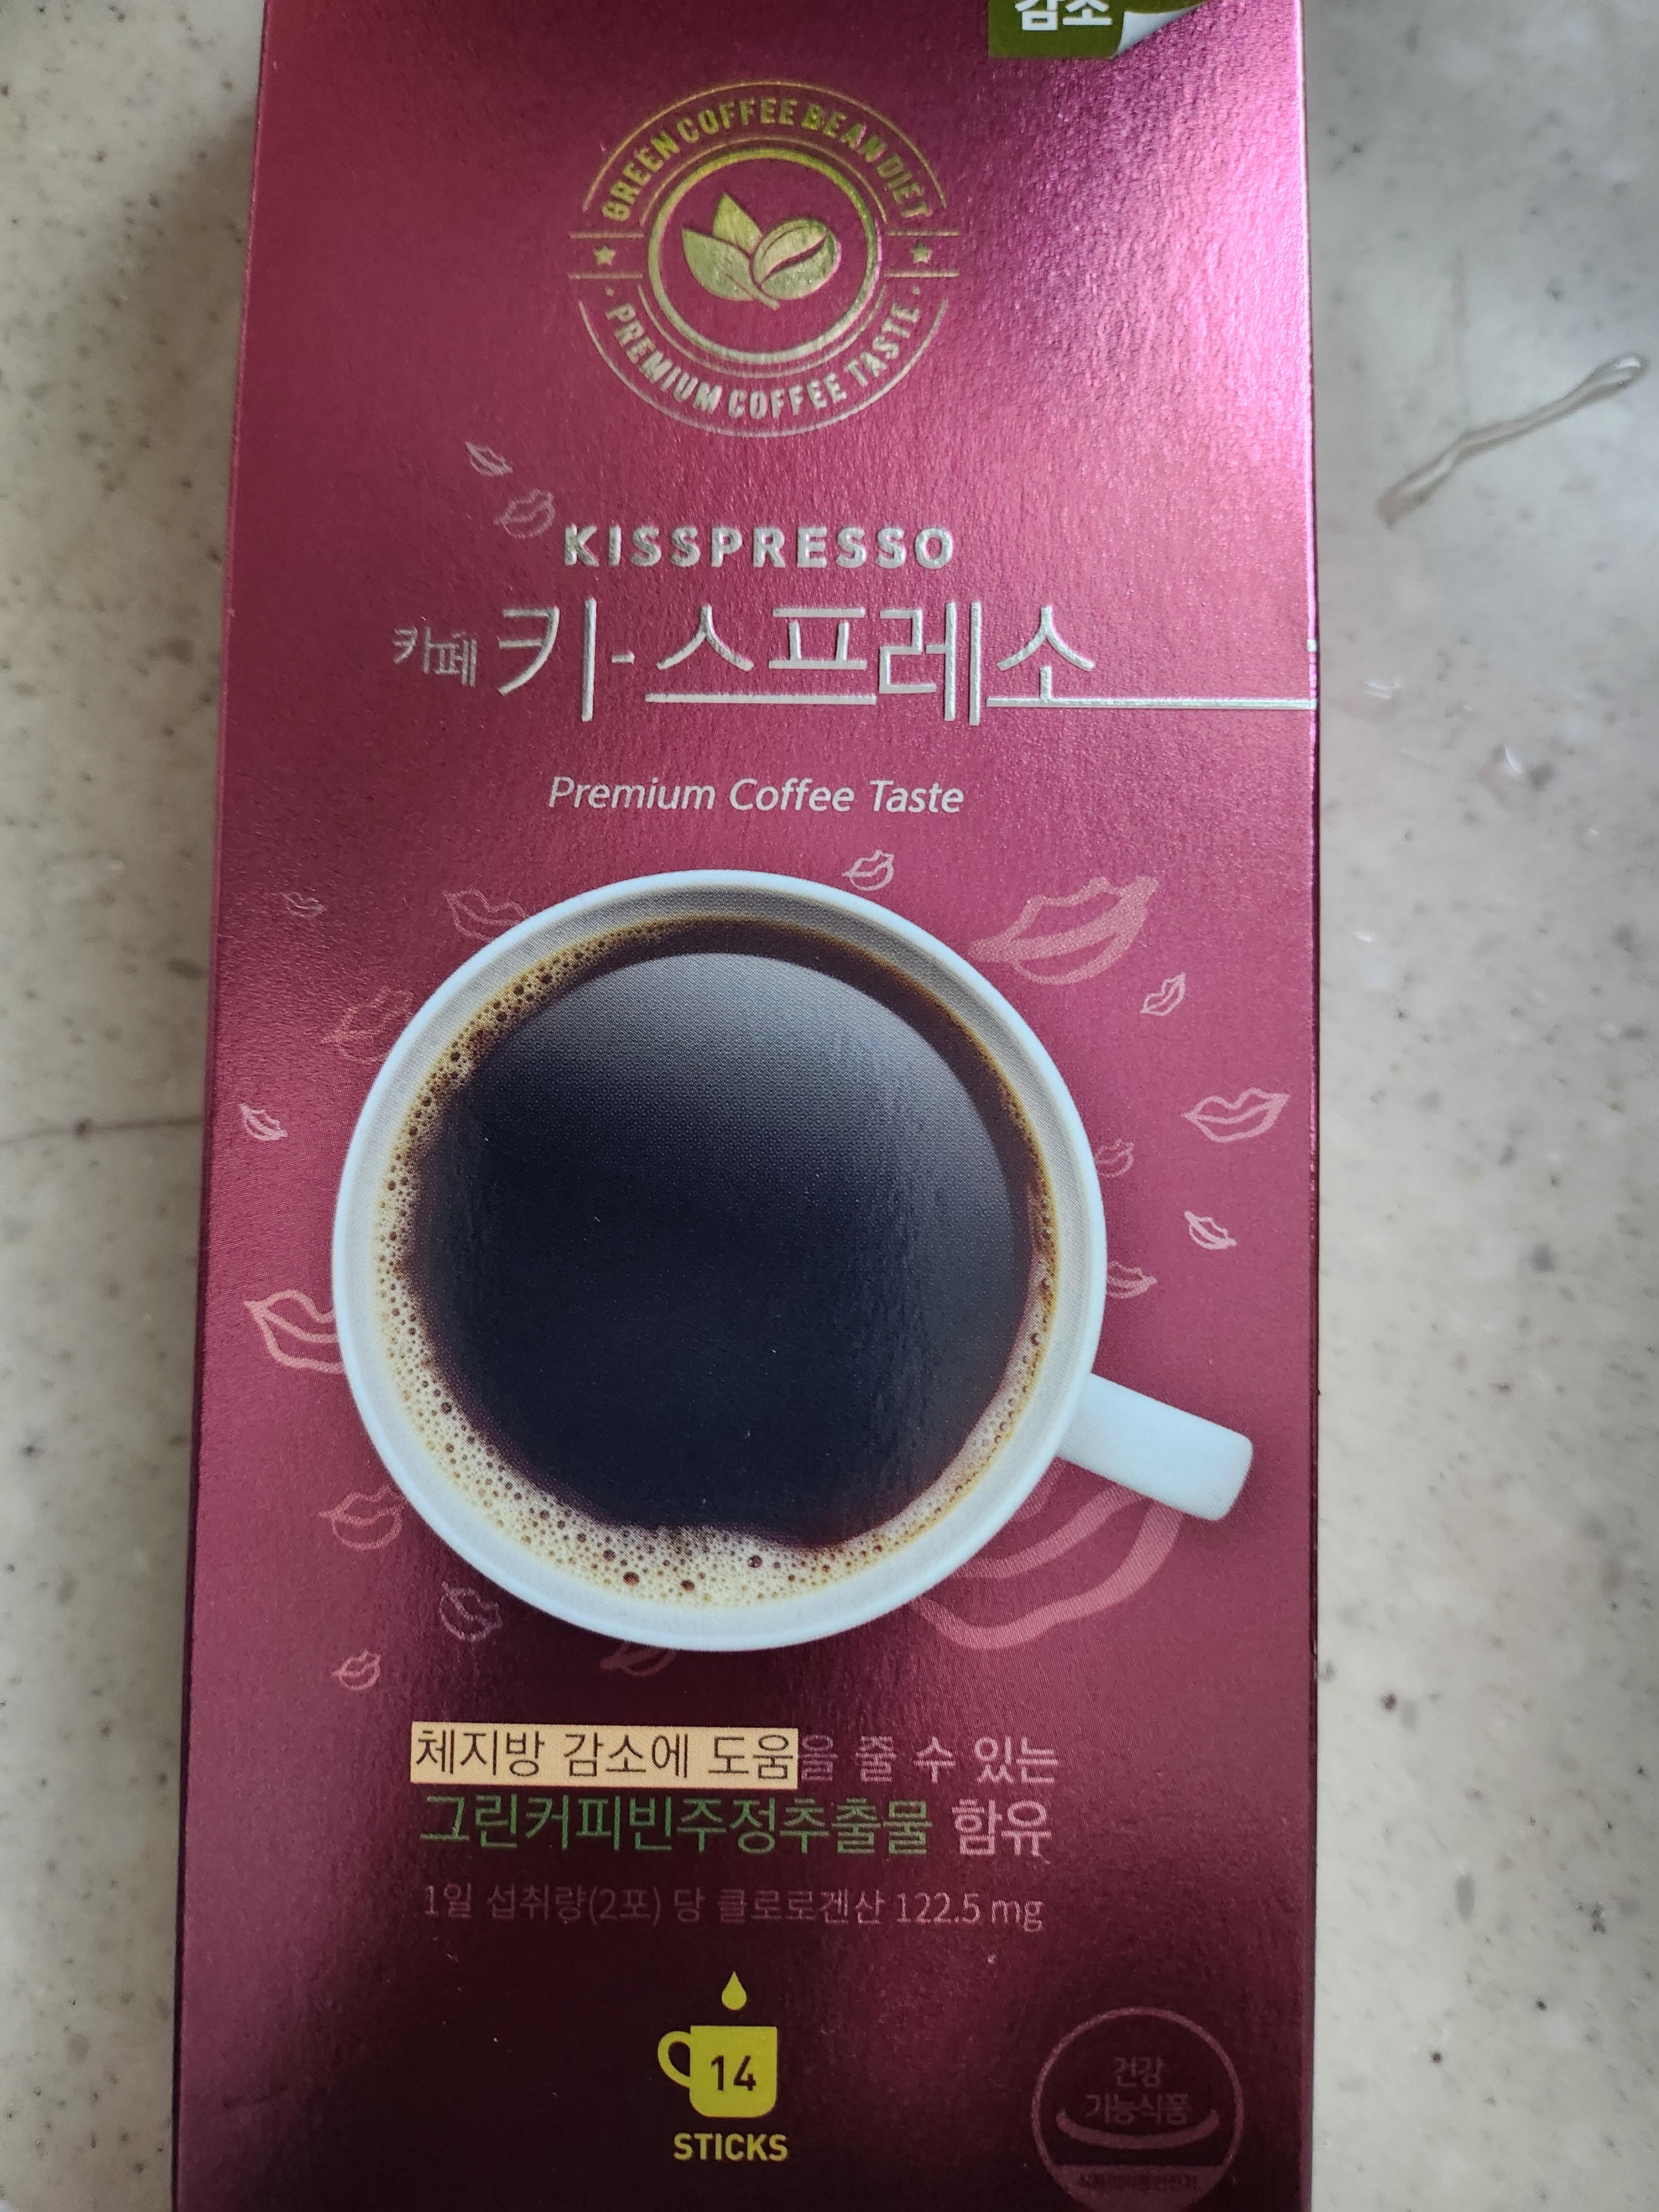 감소
GREEN COFFEE BEAN DIET
PREMIUM COFFEE TASTE
KISSPRESSO
카페 키-스프레소
Premium Coffee Taste
체지방 감소에 도움을 줄 수 있는
그린커피빈주정추출물 함유
1일 섭취량(2포) 당 클로로겐산 122.5 mg
14
STICKS
건강
기능식품